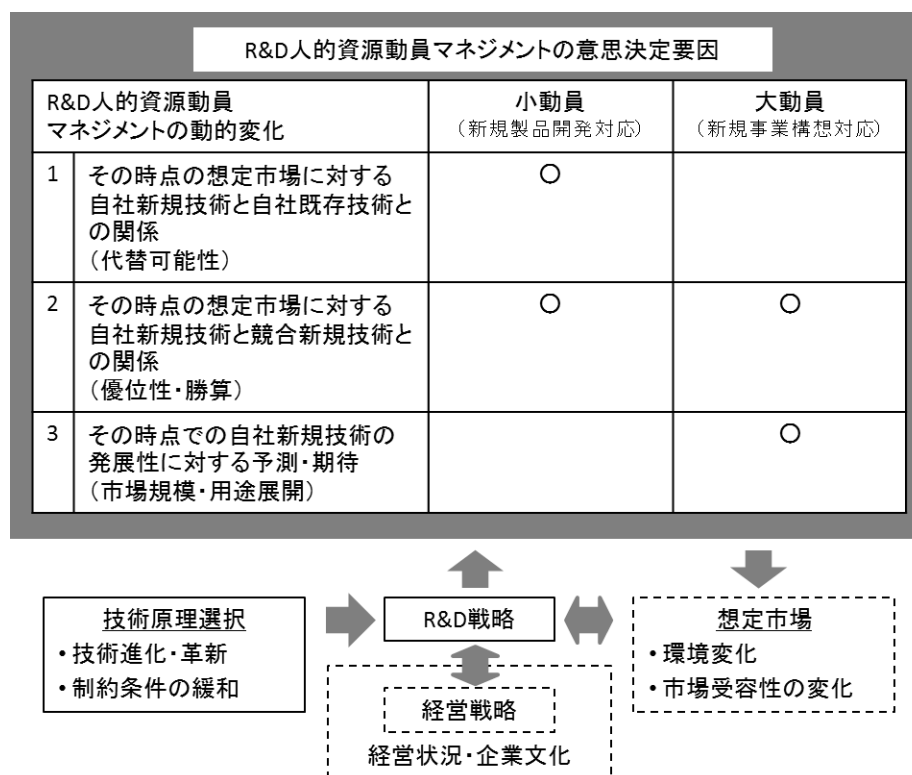 R&D人的資源動員マネジメントの意思決定要因
R&D人的資源動員
マネジメントの動的変化
小動員
（新規製品開発対応）
大動員
（新規事業構想対応）
1
その時点の想定市場に対する
自社新規技術と自社既存技術と
の関係
（代替可能性）
○
2
その時点の想定市場に対する
自社新規技術と競合新規技術と
の関係
（優位性・勝算）
○
○
3
その時点での自社新規技術の
発展性に対する予測・期待
（市場規模・用途展開）
○
技術原理選択
・技術進化・革新
・制約条件の緩和
R&D戦略
経営戦略
経営状況・企業文化
想定市場
・環境変化
・市場受容性の変化